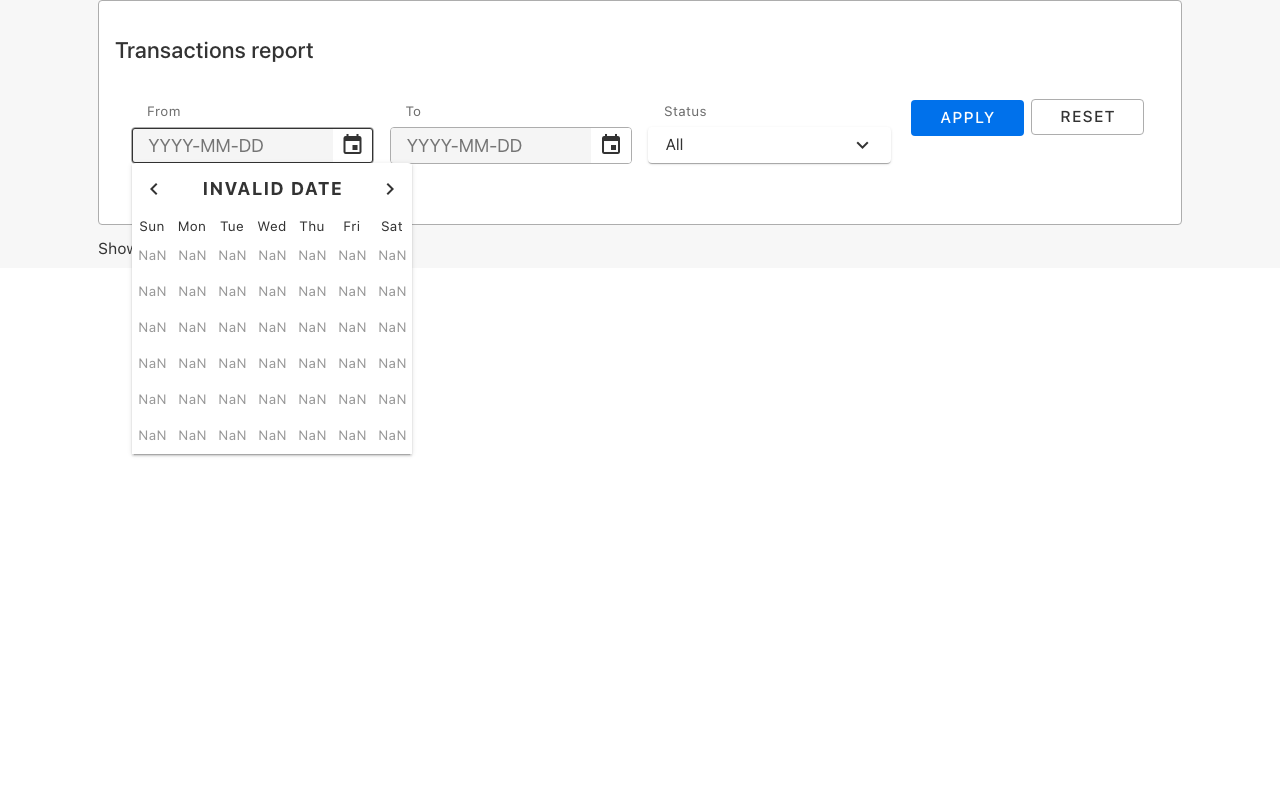 Transactions report
From To Status
YYYY-MM-DD YYYY-MM-DD All APPLY RESET
INVALID DATE
Sun Mon Tue Wed Thu Fri Sat
Show
NaN NaN NaN NaN NaN NaN NaN
NaN NaN NaN NaN NaN NaN NaN
NaN NaN NaN NaN NaN NaN NaN
NaN NaN NaN NaN NaN NaN NaN
NaN NaN NaN NaN NaN NaN NaN
NaN NaN NaN NaN NaN NaN NaN